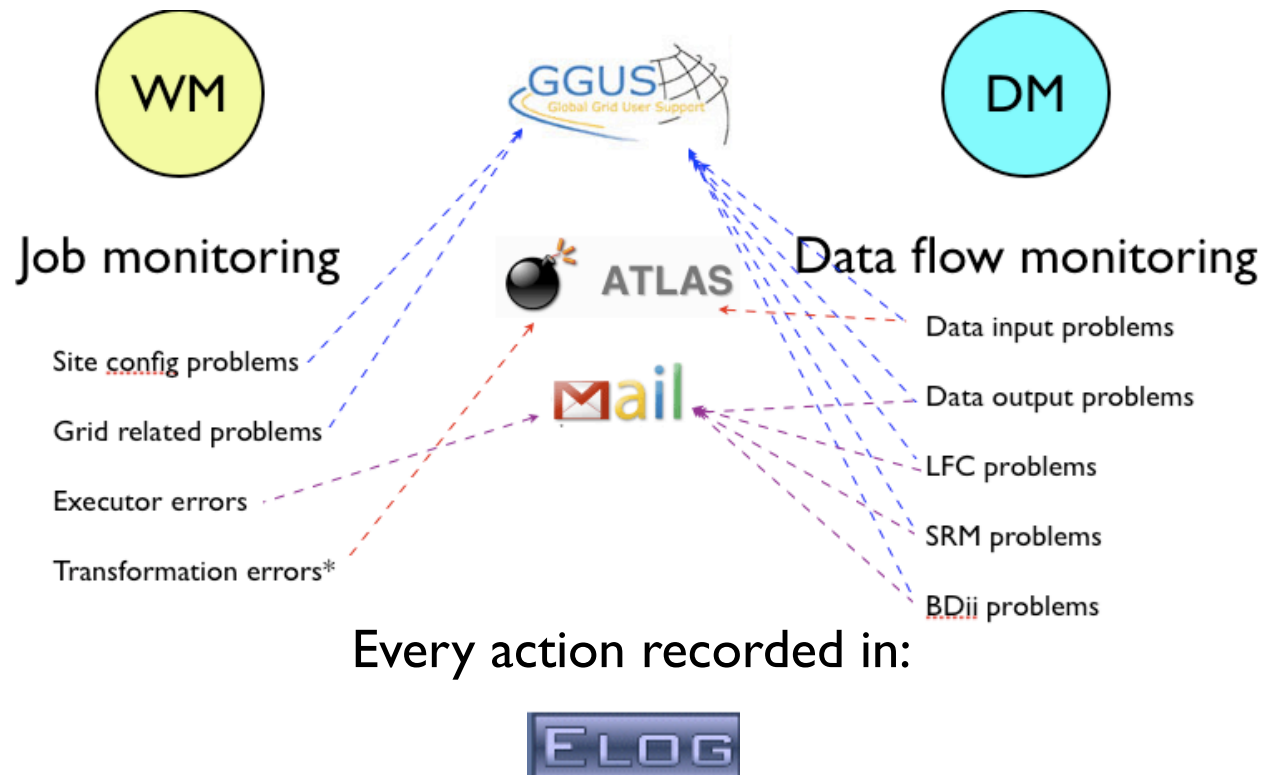 WM
GGUS
Global Grid User Support
DM
Job monitoring
Data flow monitoring
ATLAS
Mail
Site config problems
Grid related problems
Executor errors
Transformation errors*
Data input problems
Data output problems
LFC problems
SRM problems
BDii problems
Every action recorded in:
ELOG